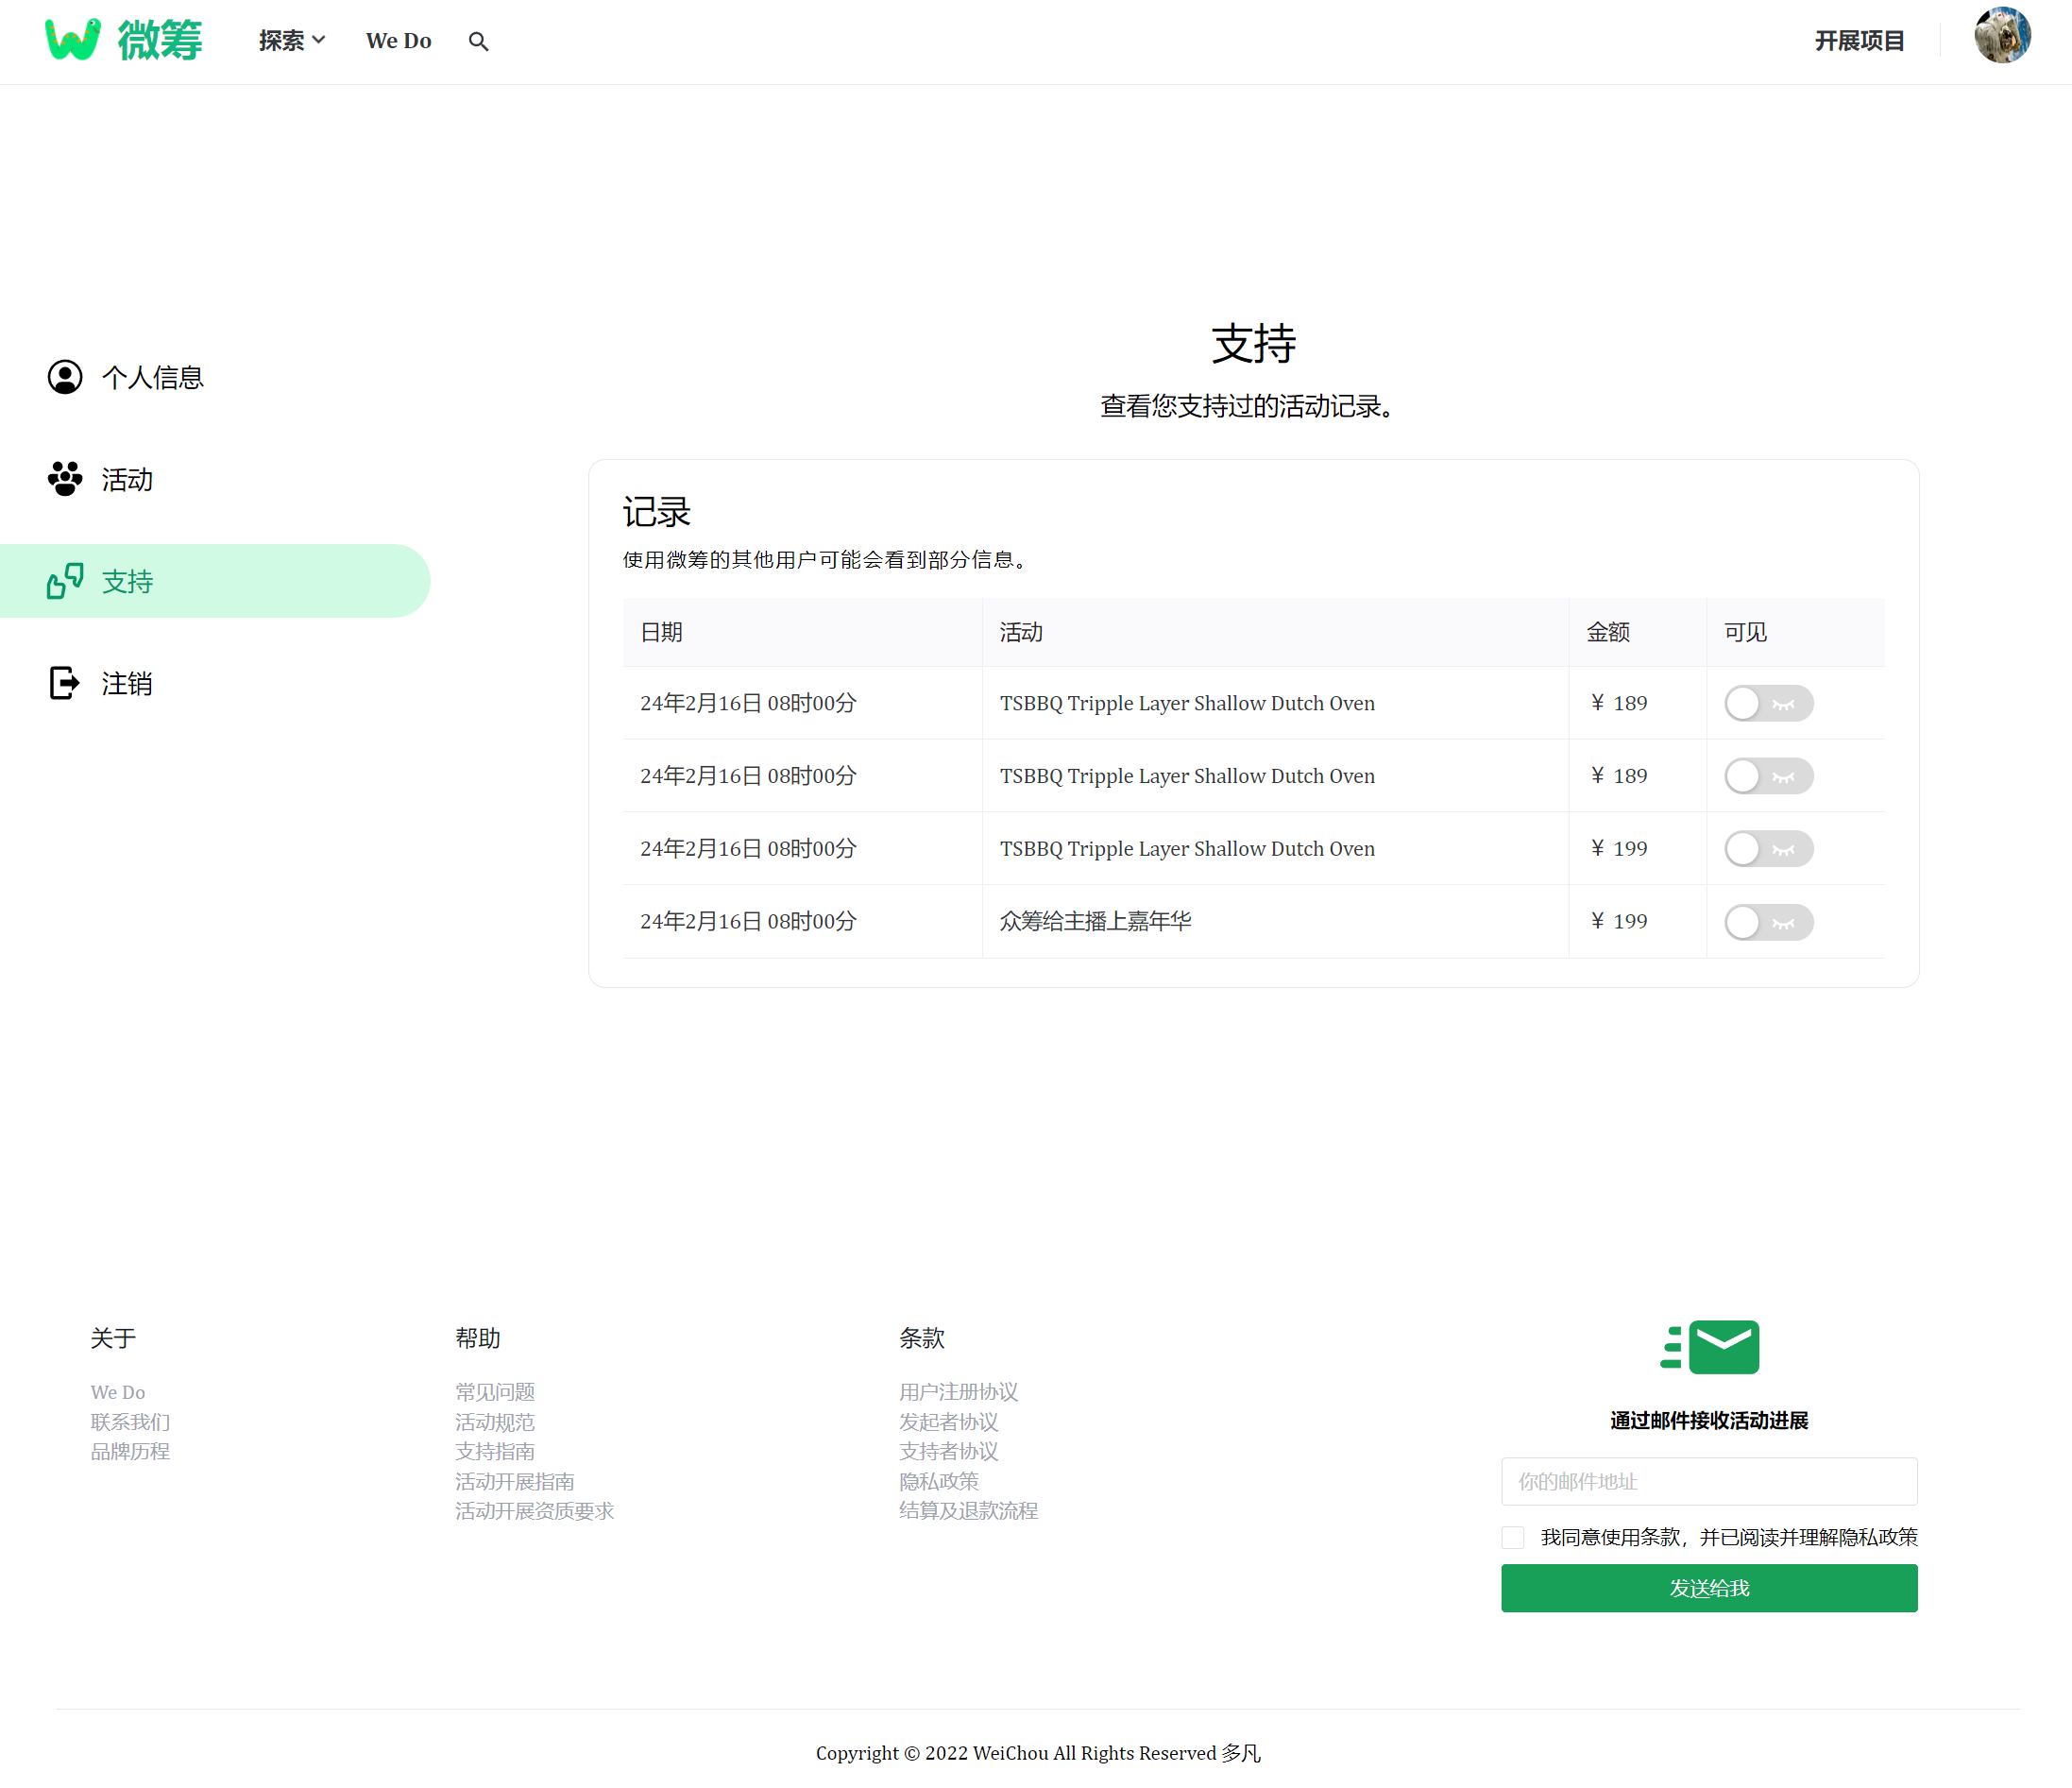 微筹 探索 We Do 开展项目
个人信息
活动
支持
注销
支持
查看您支持过的活动记录。
记录
使用微筹的其他用户可能会看到部分信息。
日期 活动 金额 可见
24年2月16日 08时00分 TSBBQ Tripple Layer Shallow Dutch Oven ￥ 189
24年2月16日 08时00分 TSBBQ Tripple Layer Shallow Dutch Oven ￥ 189
24年2月16日 08时00分 TSBBQ Tripple Layer Shallow Dutch Oven ￥ 199
24年2月16日 08时00分 众筹给主播上嘉年华 ￥ 199
关于
We Do
联系我们
品牌历程
帮助
常见问题
活动规范
支持指南
活动开展指南
活动开展资质要求
条款
用户注册协议
发起者协议
支持者协议
隐私政策
结算及退款流程
通过邮件接收活动进展
你的邮件地址
我同意使用条款，并已阅读并理解隐私政策
发送给我
Copyright © 2022 WeiChou All Rights Reserved 多凡